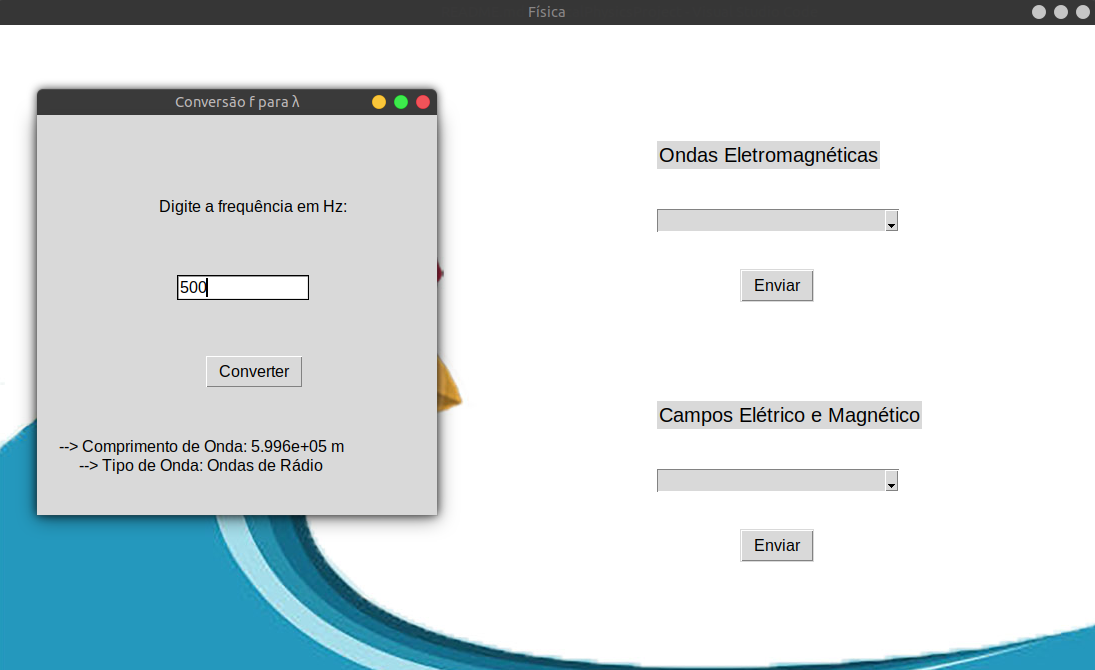 Física
Conversão f para λ
Digite a frequência em Hz:
500
Converter
--> Comprimento de Onda: 5.996e+05 m
--> Tipo de Onda: Ondas de Rádio
Ondas Eletromagnéticas
Enviar
Campos Elétrico e Magnético
Enviar